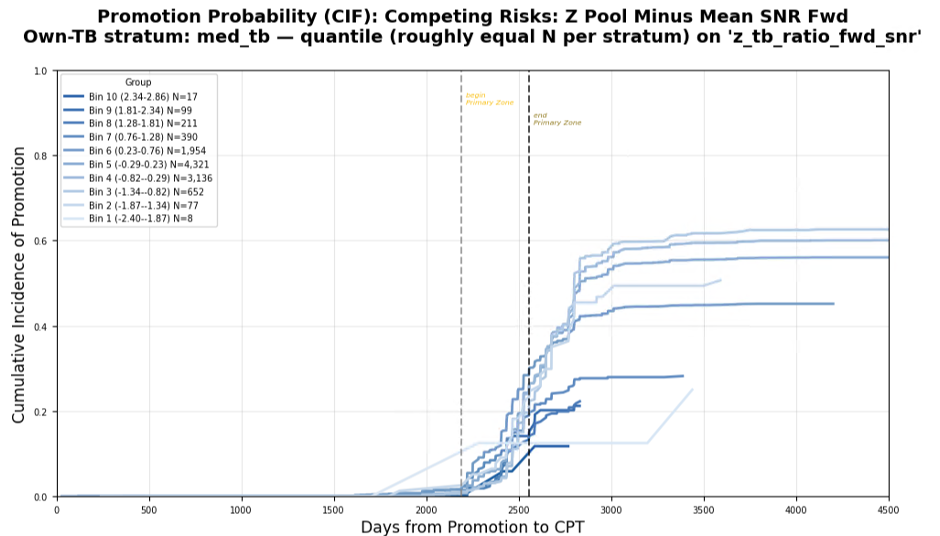 Promotion Probability (CIF): Competing Risks: Z Pool Minus Mean SNR Fwd
Own-TB stratum: med_tb — quantile (roughly equal N per stratum) on 'z_tb_ratio_fwd_snr'
Cumulative Incidence of Promotion
1.0
0.8
0.6
0.4
0.2
0.0
Group
Bin 10 (2.34-2.86) N=17
Bin 9 (1.81-2.34) N=99
Bin 8 (1.28-1.81) N=211
Bin 7 (0.76-1.28) N=390
Bin 6 (0.23-0.76) N=1,954
Bin 5 (-0.29-0.23) N=4,321
Bin 4 (-0.82--0.29) N=3,136
Bin 3 (-1.34--0.82) N=652
Bin 2 (-1.87--1.34) N=77
Bin 1 (-2.40--1.87) N=8
begin
Primary Zone
end
Primary Zone
0
500
1000
1500
2000
2500
3000
3500
4000
4500
Days from Promotion to CPT